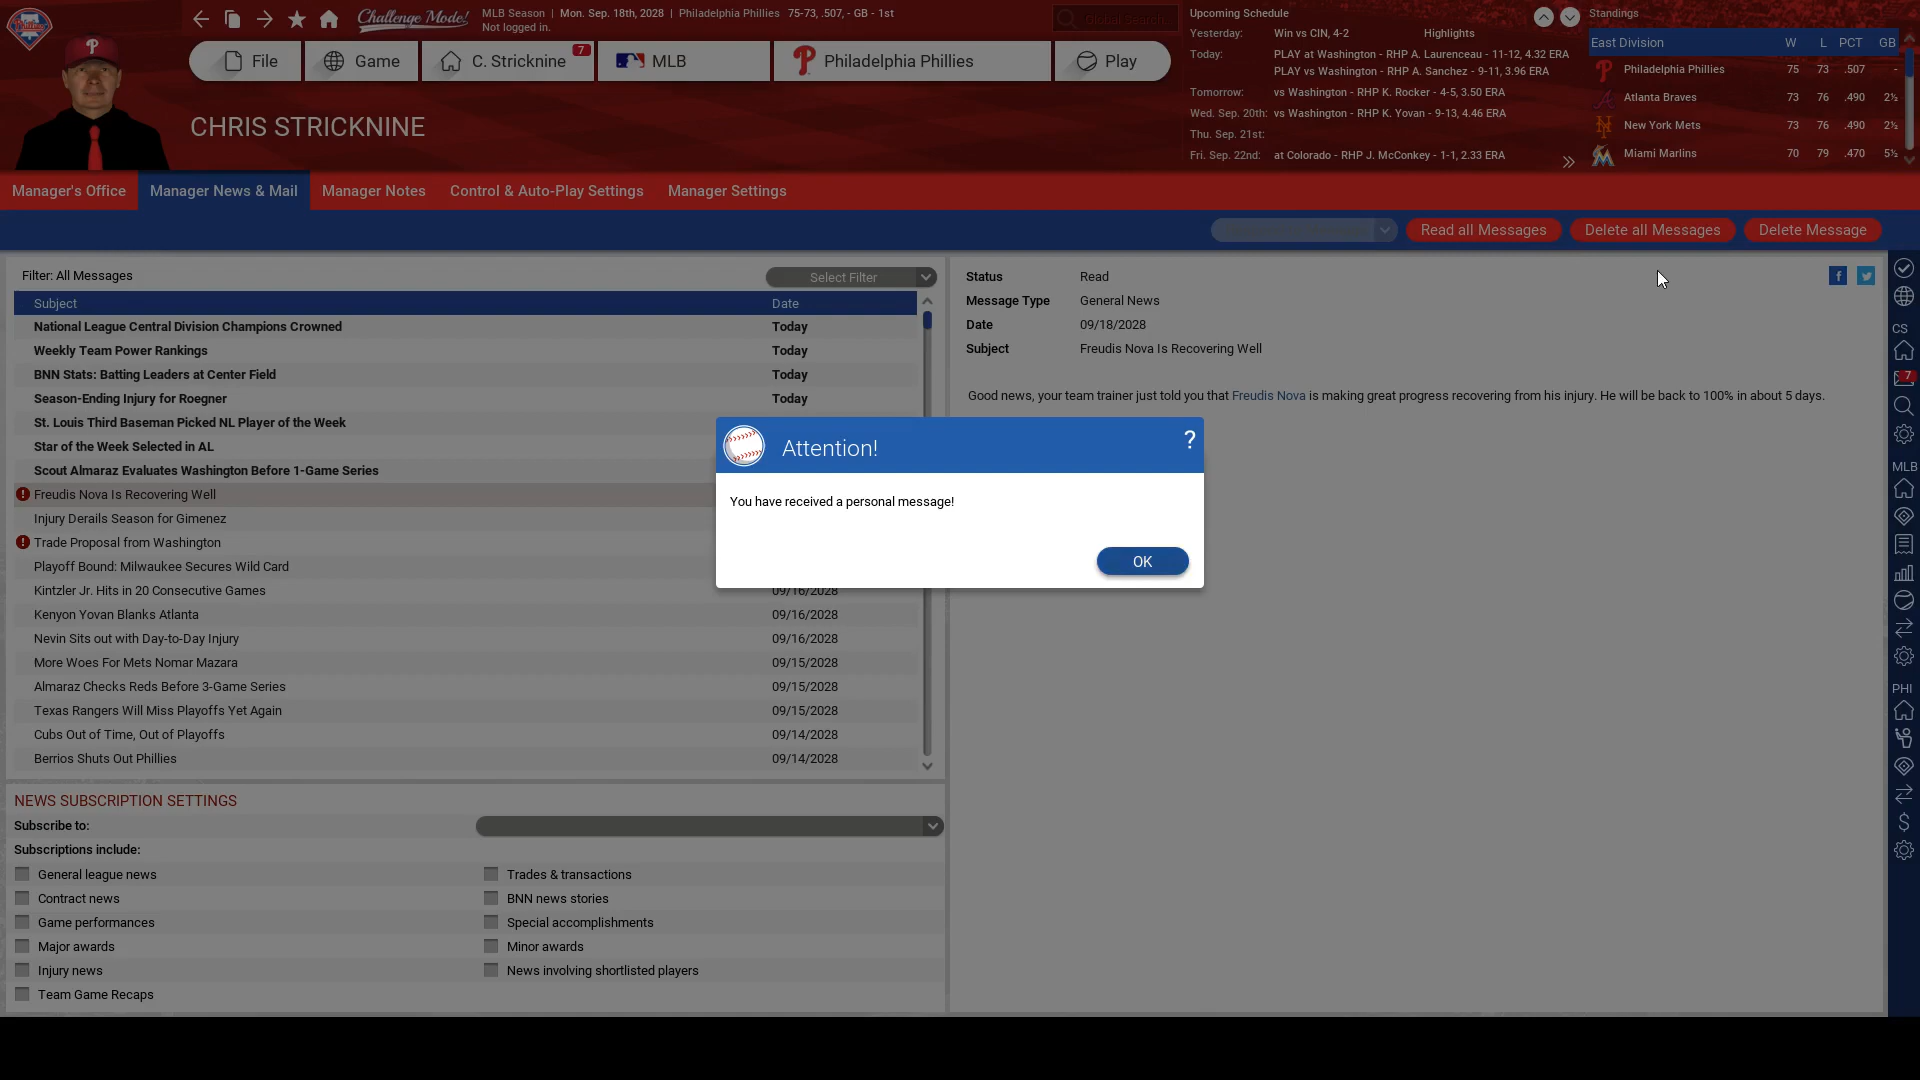 Challenge Mode!
MLB Season | Mon. Sep. 18th, 2028 | Philadelphia Phillies 75-73, .507, - GB - 1st
Not logged in.
Global Search
File
Game
C. Stricknine
7
MLB
Philadelphia Phillies
Play
CHRIS STRICKNINE
Upcoming Schedule
Yesterday: Win vs CIN, 4-2 Highlights
Today: PLAY at Washington - RHP A. Laurenceau - 11-12, 4.32 ERA
PLAY vs Washington - RHP A. Sanchez - 9-11, 3.96 ERA
Tomorrow: vs Washington - RHP K. Rocker - 4-5, 3.50 ERA
Wed. Sep. 20th: vs Washington - RHP K. Yovan - 9-13, 4.46 ERA
Thu. Sep. 21st:
Fri. Sep. 22nd: at Colorado - RHP J. McConkey - 1-1, 2.33 ERA
Standings
East Division W L PCT GB
Philadelphia Phillies 75 73 .507 -
Atlanta Braves 73 76 .490 2½
New York Mets 73 76 .490 2½
Miami Marlins 70 79 .470 5½
Manager's Office
Manager News & Mail
Manager Notes
Control & Auto-Play Settings
Manager Settings
Read all Messages
Delete all Messages
Delete Message
Filter: All Messages
Select Filter
Subject Date
National League Central Division Champions Crowned Today
Weekly Team Power Rankings Today
BNN Stats: Batting Leaders at Center Field Today
Season-Ending Injury for Roegner Today
St. Louis Third Baseman Picked NL Player of the Week
Star of the Week Selected in AL
Scout Almaraz Evaluates Washington Before 1-Game Series
Freudis Nova Is Recovering Well
Injury Derails Season for Gimenez
Trade Proposal from Washington
Playoff Bound: Milwaukee Secures Wild Card
Kintzler Jr. Hits in 20 Consecutive Games 09/16/2028
Kenyon Yovan Blanks Atlanta 09/16/2028
Nevin Sits out with Day-to-Day Injury 09/16/2028
More Woes For Mets Nomar Mazara 09/15/2028
Almaraz Checks Reds Before 3-Game Series 09/15/2028
Texas Rangers Will Miss Playoffs Yet Again 09/15/2028
Cubs Out of Time, Out of Playoffs 09/14/2028
Berrios Shuts Out Phillies 09/14/2028
Status Read
Message Type General News
Date 09/18/2028
Subject Freudis Nova Is Recovering Well
Good news, your team trainer just told you that Freudis Nova is making great progress recovering from his injury. He will be back to 100% in about 5 days.
Attention!
?
You have received a personal message!
OK
NEWS SUBSCRIPTION SETTINGS
Subscribe to:
Subscriptions include:
General league news Trades & transactions
Contract news BNN news stories
Game performances Special accomplishments
Major awards Minor awards
Injury news News involving shortlisted players
Team Game Recaps
CS
7
MLB
PHI